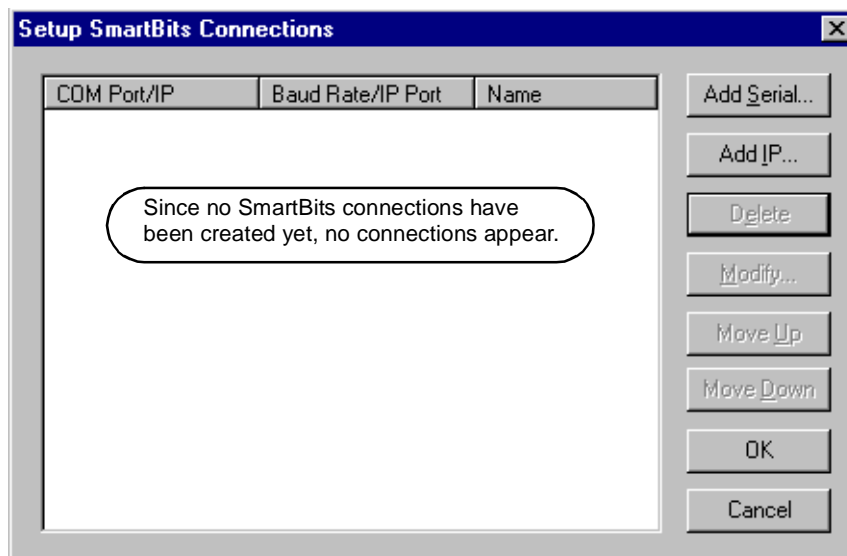 Setup SmartBits Connections
COM Port/IP
Baud Rate/IP Port
Name
Since no SmartBits connections have
been created yet, no connections appear.
Add Serial...
Add IP...
Delete
Modify...
Move Up
Move Down
OK
Cancel